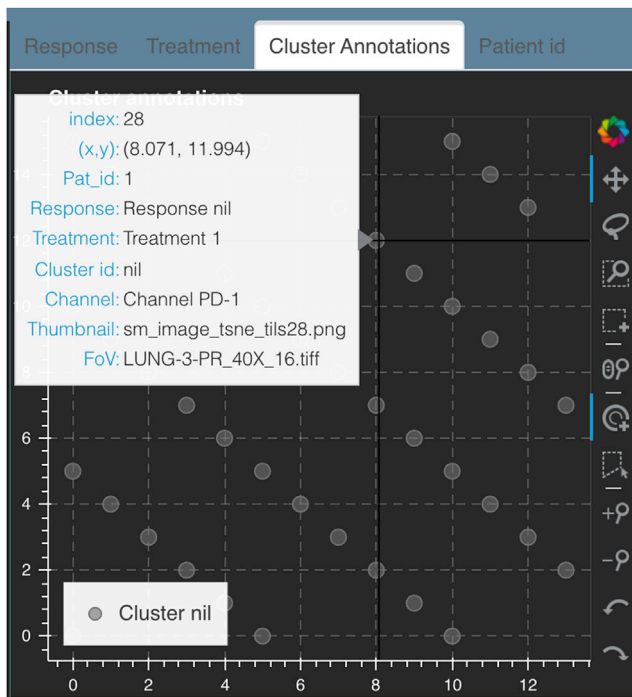 Response Treatment Cluster Annotations Patient id
Cluster annotations
index: 28
(x,y): (8.071, 11.994)
Pat_id: 1
Response: Response nil
Treatment: Treatment 1
Cluster id: nil
Channel: Channel PD-1
Thumbnail: sm_image_tsne_tils28.png
FoV: LUNG-3-PR_40X_16.tiff
14
12
10
8
6
4
2
0
Cluster nil
0 2 4 6 8 10 12